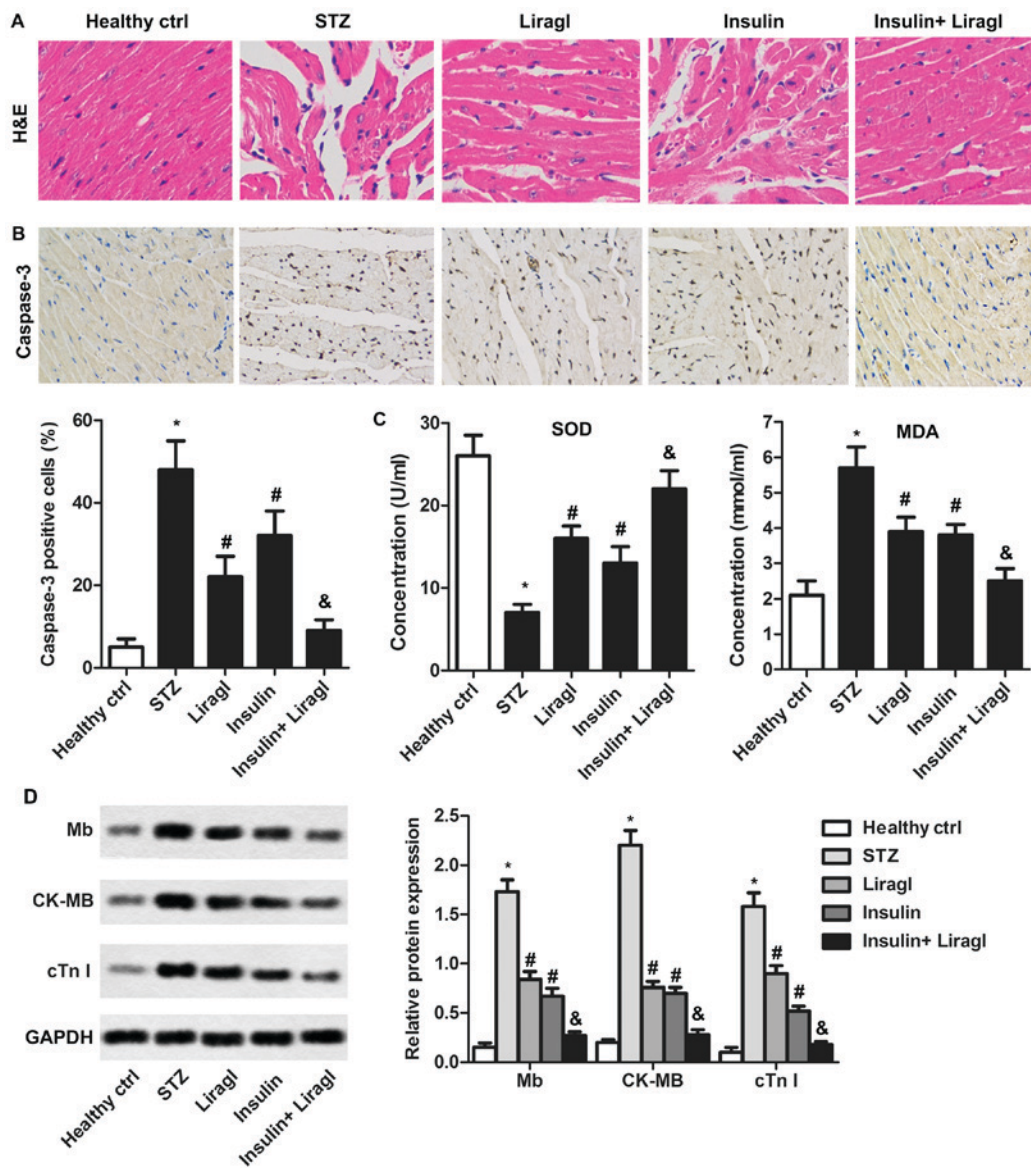 A
Healthy ctrl
STZ
Liragl
Insulin
Insulin+ Liragl
H&E
B
Caspase-3
Caspase-3 positive cells (%)
60
40
20
0
*
#
#
&
Healthy ctrl
STZ
Liragl
Insulin
Insulin+ Liragl
C
SOD
Concentration (U/ml)
30
20
10
0
*
#
#
&
Healthy ctrl
STZ
Liragl
Insulin
Insulin+ Liragl
MDA
Concentration (mmol/ml)
7
6
5
4
3
2
1
0
*
#
#
&
Healthy ctrl
STZ
Liragl
Insulin
Insulin+ Liragl
D
Mb
CK-MB
cTn I
GAPDH
Healthy ctrl
STZ
Liragl
Insulin
Insulin+ Liragl
Relative protein expression
2.5
2.0
1.5
1.0
0.5
0.0
*
#
#
&
*
#
#
&
*
#
#
&
Mb
CK-MB
cTn I
Healthy ctrl
STZ
Liragl
Insulin
Insulin+ Liragl